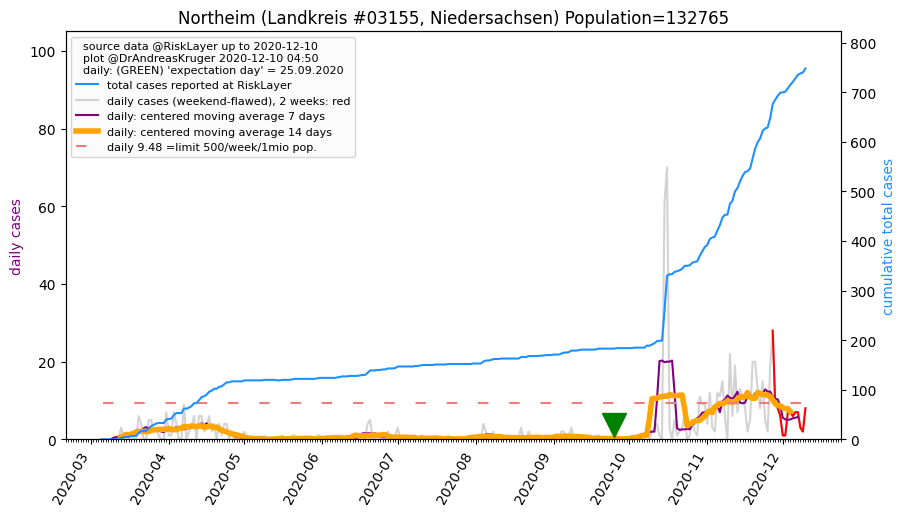 Northeim (Landkreis #03155, Niedersachsen) Population=132765
source data @RiskLayer up to 2020-12-10
plot @DrAndreasKruger 2020-12-10 04:50
daily: (GREEN) 'expectation day' = 25.09.2020
total cases reported at RiskLayer
daily cases (weekend-flawed), 2 weeks: red
daily: centered moving average 7 days
daily: centered moving average 14 days
daily 9.48 =limit 500/week/1mio pop.
daily cases
100
80
60
40
20
0
cumulative total cases
800
700
600
500
400
300
200
100
0
2020-03
2020-04
2020-05
2020-06
2020-07
2020-08
2020-09
2020-10
2020-11
2020-12